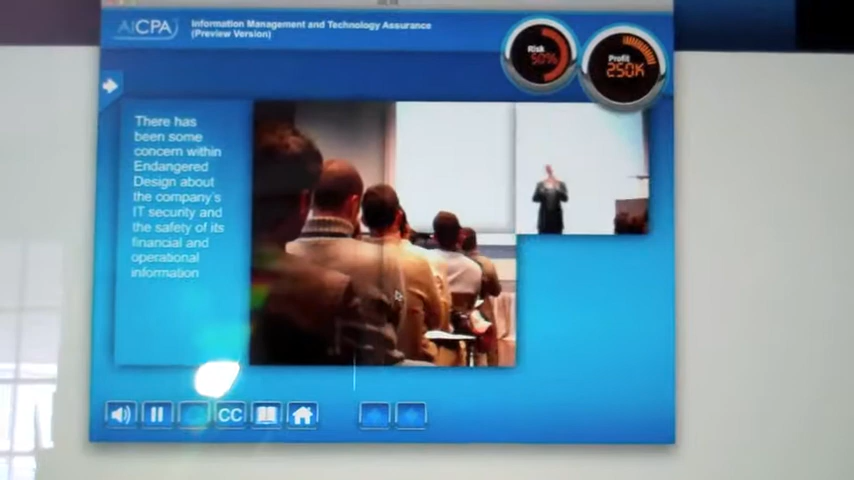 AICPA
Information Management and Technology Assurance
(Preview Version)
Risk
50%
Profit
250K
There has
been some
concern within
Endangered
Design about
the company's
IT security and
the safety of its
financial and
operational
information
CC